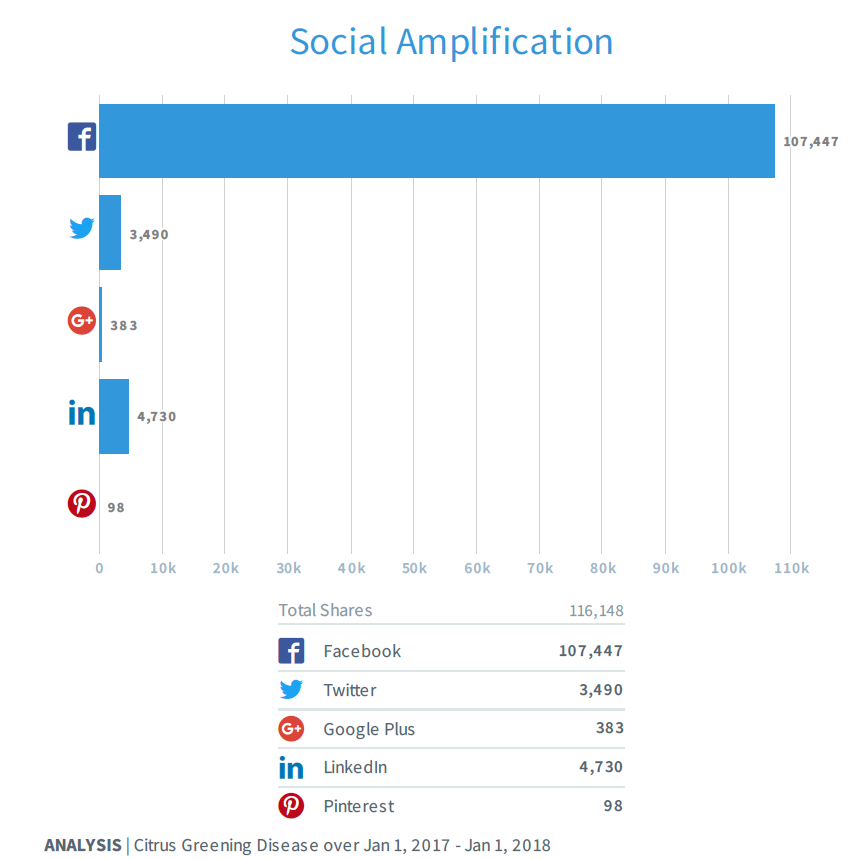 Social Amplification
107,447
3,490
G+ 383
in 4,730
98
0 10k 20k 30k 40k 50k 60k 70k 80k 90k 100k 110k
Total Shares 116,148
f Facebook 107,447
Twitter 3,490
G+ Google Plus 383
in LinkedIn 4,730
Pinterest 98
ANALYSIS | Citrus Greening Disease over Jan 1, 2017 - Jan 1, 2018